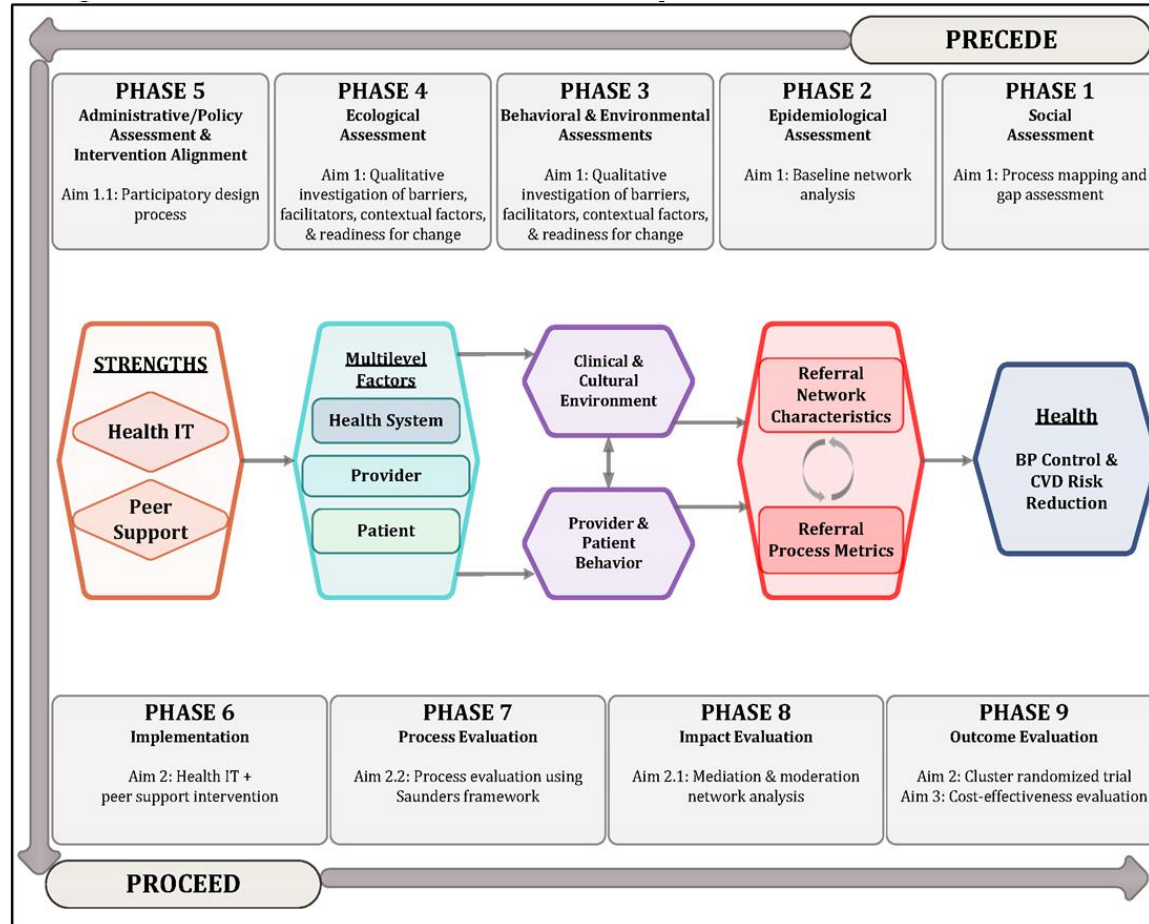 PRECEDE
PHASE 5
Administrative/Policy
Assessment &
Intervention Alignment
Aim 1.1: Participatory design
process
PHASE 4
Ecological
Assessment
Aim 1: Qualitative
investigation of barriers,
facilitators, contextual factors,
& readiness for change
PHASE 3
Behavioral & Environmental
Assessments
Aim 1: Qualitative
investigation of barriers,
facilitators, contextual factors,
& readiness for change
PHASE 2
Epidemiological
Assessment
Aim 1: Baseline network
analysis
PHASE 1
Social
Assessment
Aim 1: Process mapping and
gap assessment
STRENGTHS
Health IT
Peer
Support
Multilevel
Factors
Health System
Provider
Patient
Clinical &
Cultural
Environment
Provider &
Patient
Behavior
Referral
Network
Characteristics
Referral
Process Metrics
Health
BP Control &
CVD Risk
Reduction
PHASE 6
Implementation
Aim 2: Health IT +
peer support intervention
PHASE 7
Process Evaluation
Aim 2.2: Process evaluation using
Saunders framework
PHASE 8
Impact Evaluation
Aim 2.1: Mediation & moderation
network analysis
PHASE 9
Outcome Evaluation
Aim 2: Cluster randomized trial
Aim 3: Cost-effectiveness evaluation
PROCEED